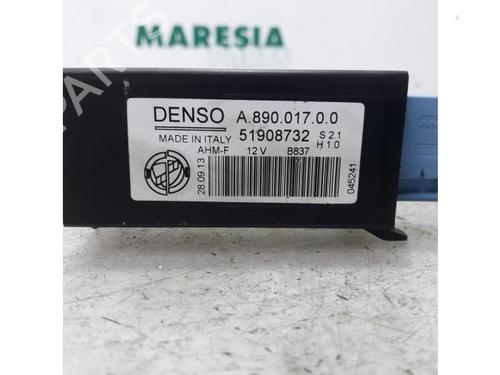 MARESIA
PARTS
DENSO A.890.017.0.0
MADE IN ITALY 51908732 S 2.1
AHM-F 12 V B837 H 1.0
28.09.13
045241